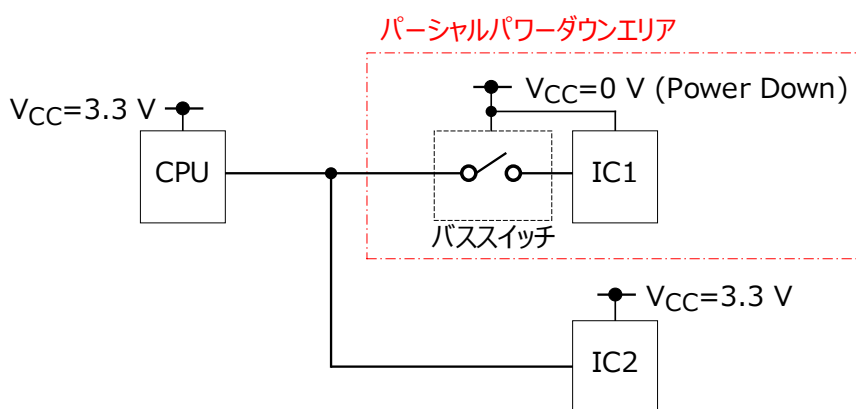 パーシャルパワーダウンエリア
VCC=0 V (Power Down)
VCC=3.3 V
CPU
IC1
バススイッチ
VCC=3.3 V
IC2